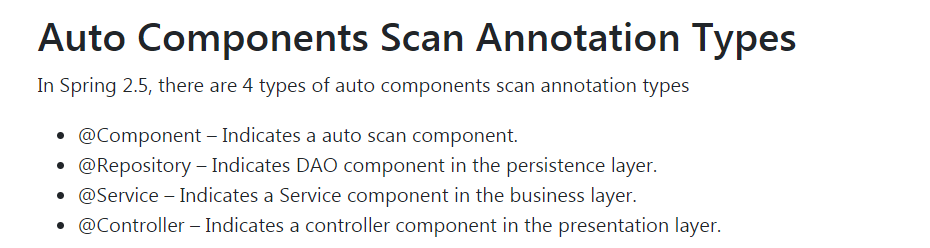 Auto Components Scan Annotation Types
In Spring 2.5, there are 4 types of auto components scan annotation types
• @Component – Indicates a auto scan component.
• @Repository – Indicates DAO component in the persistence layer.
• @Service – Indicates a Service component in the business layer.
• @Controller – Indicates a controller component in the presentation layer.